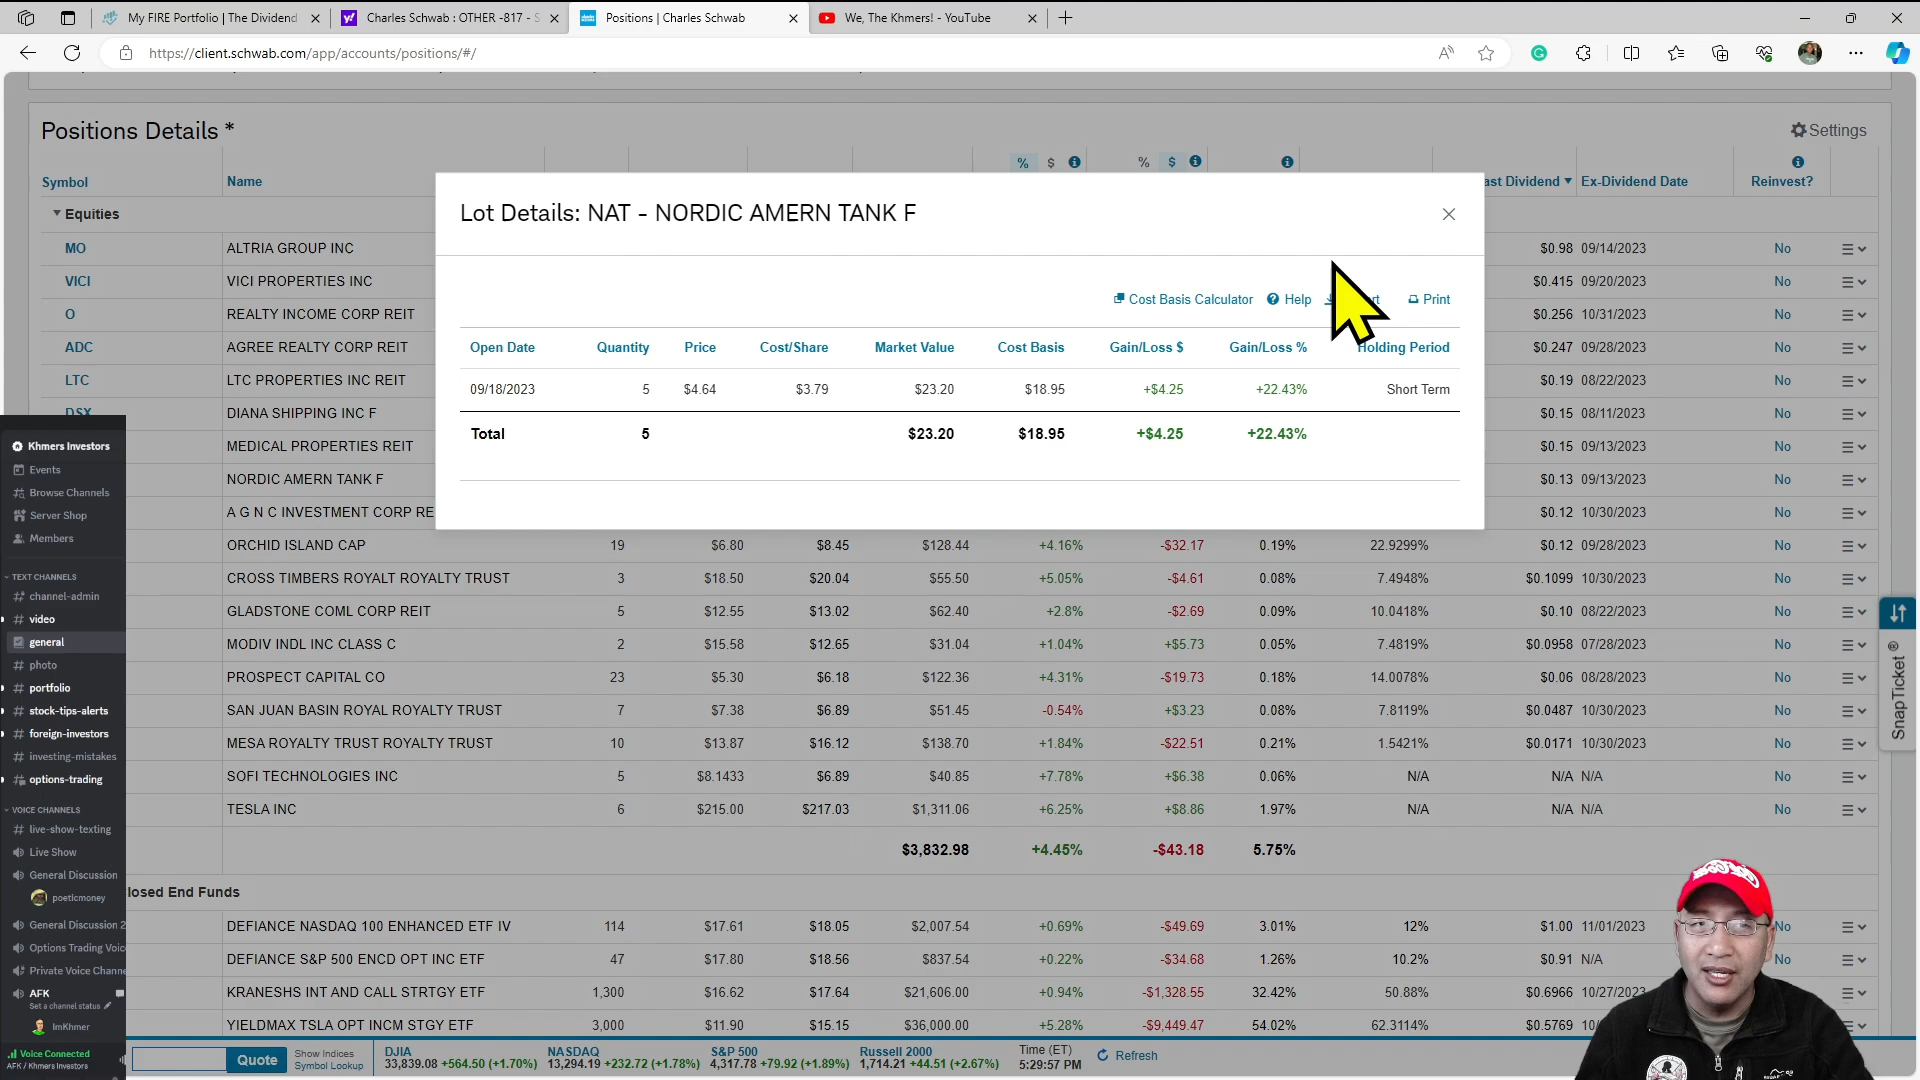 My FIRE Portfolio | The Dividend
Charles Schwab : OTHER -817 - S
Positions | Charles Schwab
We, The Khmers! - YouTube
https://client.schwab.com/app/accounts/positions/#/
Positions Details *
Settings
% $ % $
Symbol Name ast Dividend Ex-Dividend Date Reinvest?
Equities
MO ALTRIA GROUP INC $0.98 09/14/2023 No
VICI VICI PROPERTIES INC $0.415 09/20/2023 No
O REALTY INCOME CORP REIT $0.256 10/31/2023 No
ADC AGREE REALTY CORP REIT $0.247 09/28/2023 No
LTC LTC PROPERTIES INC REIT $0.19 08/22/2023 No
DSX DIANA SHIPPING INC F $0.15 08/11/2023 No
MEDICAL PROPERTIES REIT $0.15 09/13/2023 No
NORDIC AMERN TANK F $0.13 09/13/2023 No
A G N C INVESTMENT CORP RE $0.12 10/30/2023 No
Lot Details: NAT - NORDIC AMERN TANK F
Cost Basis Calculator Help rt Print
Open Date Quantity Price Cost/Share Market Value Cost Basis Gain/Loss $ Gain/Loss % Holding Period
09/18/2023 5 $4.64 $3.79 $23.20 $18.95 +$4.25 +22.43% Short Term
Total 5 $23.20 $18.95 +$4.25 +22.43%
ORCHID ISLAND CAP 19 $6.80 $8.45 $128.44 +4.16% -$32.17 0.19% 22.9299% $0.12 09/28/2023 No
CROSS TIMBERS ROYALT ROYALTY TRUST 3 $18.50 $20.04 $55.50 +5.05% -$4.61 0.08% 7.4948% $0.1099 10/30/2023 No
GLADSTONE COML CORP REIT 5 $12.55 $13.02 $62.40 +2.8% -$2.69 0.09% 10.0418% $0.10 08/22/2023 No
MODIV INDL INC CLASS C 2 $15.58 $12.65 $31.04 +1.04% +$5.73 0.05% 7.4819% $0.0958 07/28/2023 No
PROSPECT CAPITAL CO 23 $5.30 $6.18 $122.36 +4.31% -$19.73 0.18% 14.0078% $0.06 08/28/2023 No
SAN JUAN BASIN ROYAL ROYALTY TRUST 7 $7.38 $6.89 $51.45 -0.54% +$3.23 0.08% 7.8119% $0.0487 10/30/2023 No
MESA ROYALTY TRUST ROYALTY TRUST 10 $13.87 $16.12 $138.70 +1.84% -$22.51 0.21% 1.5421% $0.0171 10/30/2023 No
SOFI TECHNOLOGIES INC 5 $8.1433 $6.89 $40.85 +7.78% +$6.38 0.06% N/A N/A N/A No
TESLA INC 6 $215.00 $217.03 $1,311.06 +6.25% +$8.86 1.97% N/A N/A N/A No
$3,832.98 +4.45% -$43.18 5.75%
losed End Funds
DEFIANCE NASDAQ 100 ENHANCED ETF IV 114 $17.61 $18.05 $2,007.54 +0.69% -$49.69 3.01% 12% $1.00 11/01/2023 No
DEFIANCE S&P 500 ENCD OPT INC ETF 47 $17.80 $18.56 $837.54 +0.22% -$34.68 1.26% 10.2% $0.91 N/A No
KRANESHS INT AND CALL STRTGY ETF 1,300 $16.62 $17.64 $21,606.00 +0.94% -$1,328.55 32.42% 50.88% $0.6966 10/27/2023
YIELDMAX TSLA OPT INCM STGY ETF 3,000 $11.90 $15.15 $36,000.00 +5.28% -$9,449.47 54.02% 62.3114% $0.5769 10/
SnapTicket®
Khmers Investors
Events
Browse Channels
Server Shop
Members
TEXT CHANNELS
channel-admin
video
general
photo
portfolio
stock-tips-alerts
foreign-investors
investing-mistakes
options-trading
VOICE CHANNELS
live-show-texting
Live Show
General Discussion
poeticmoney
General Discussion 2
Options Trading Voic
Private Voice Channe
AFK
Set a channel status
ImKhmer
Voice Connected
AFK / Khmers Investors
Quote
Show Indices
Symbol Lookup
DJIA
33,839.08 +564.50 (+1.70%)
NASDAQ
13,294.19 +232.72 (+1.78%)
S&P 500
4,317.78 +79.92 (+1.89%)
Russell 2000
1,714.21 +44.51 (+2.67%)
Time (ET)
5:29:57 PM
Refresh